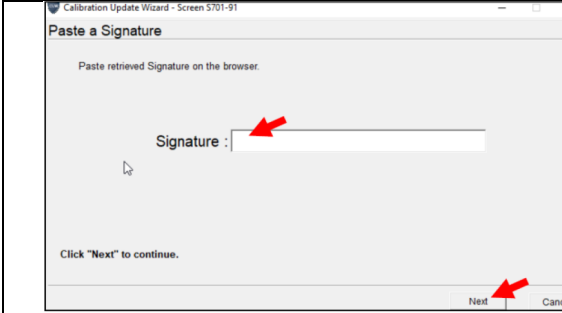 Calibration Update Wizard - Screen S701-91
Paste a Signature
Paste retrieved Signature on the browser.
Signature :
Click "Next" to continue.
Next
Canc